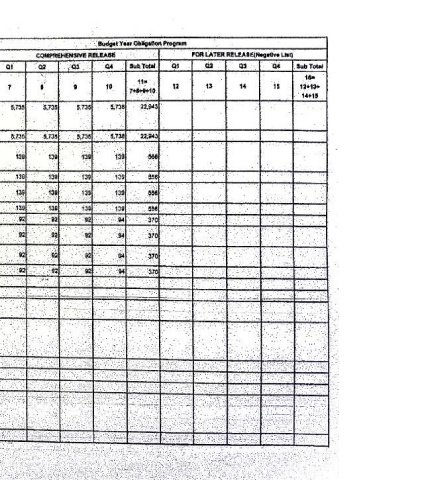 Budget Year Obligation Program
COMPREHENSIVE RELEASE FOR LATER RELEASE(Negative List)
Q1 Q2 Q3 Q4 Sub Total Q1 Q2 Q3 Q4 Sub Total
7 8 9 10 11= 7+8+9+10 12 13 14 15 16= 12+13+ 14+15
5,735 5,735 5,735 5,738 22,943
5,735 5,735 5,735 5,738 22,943
139 139 139 139 556
139 139 139 139 556
139 139 139 139 556
139 139 139 139 556
92 92 92 94 370
92 92 92 94 370
92 92 92 94 370
92 92 92 94 370